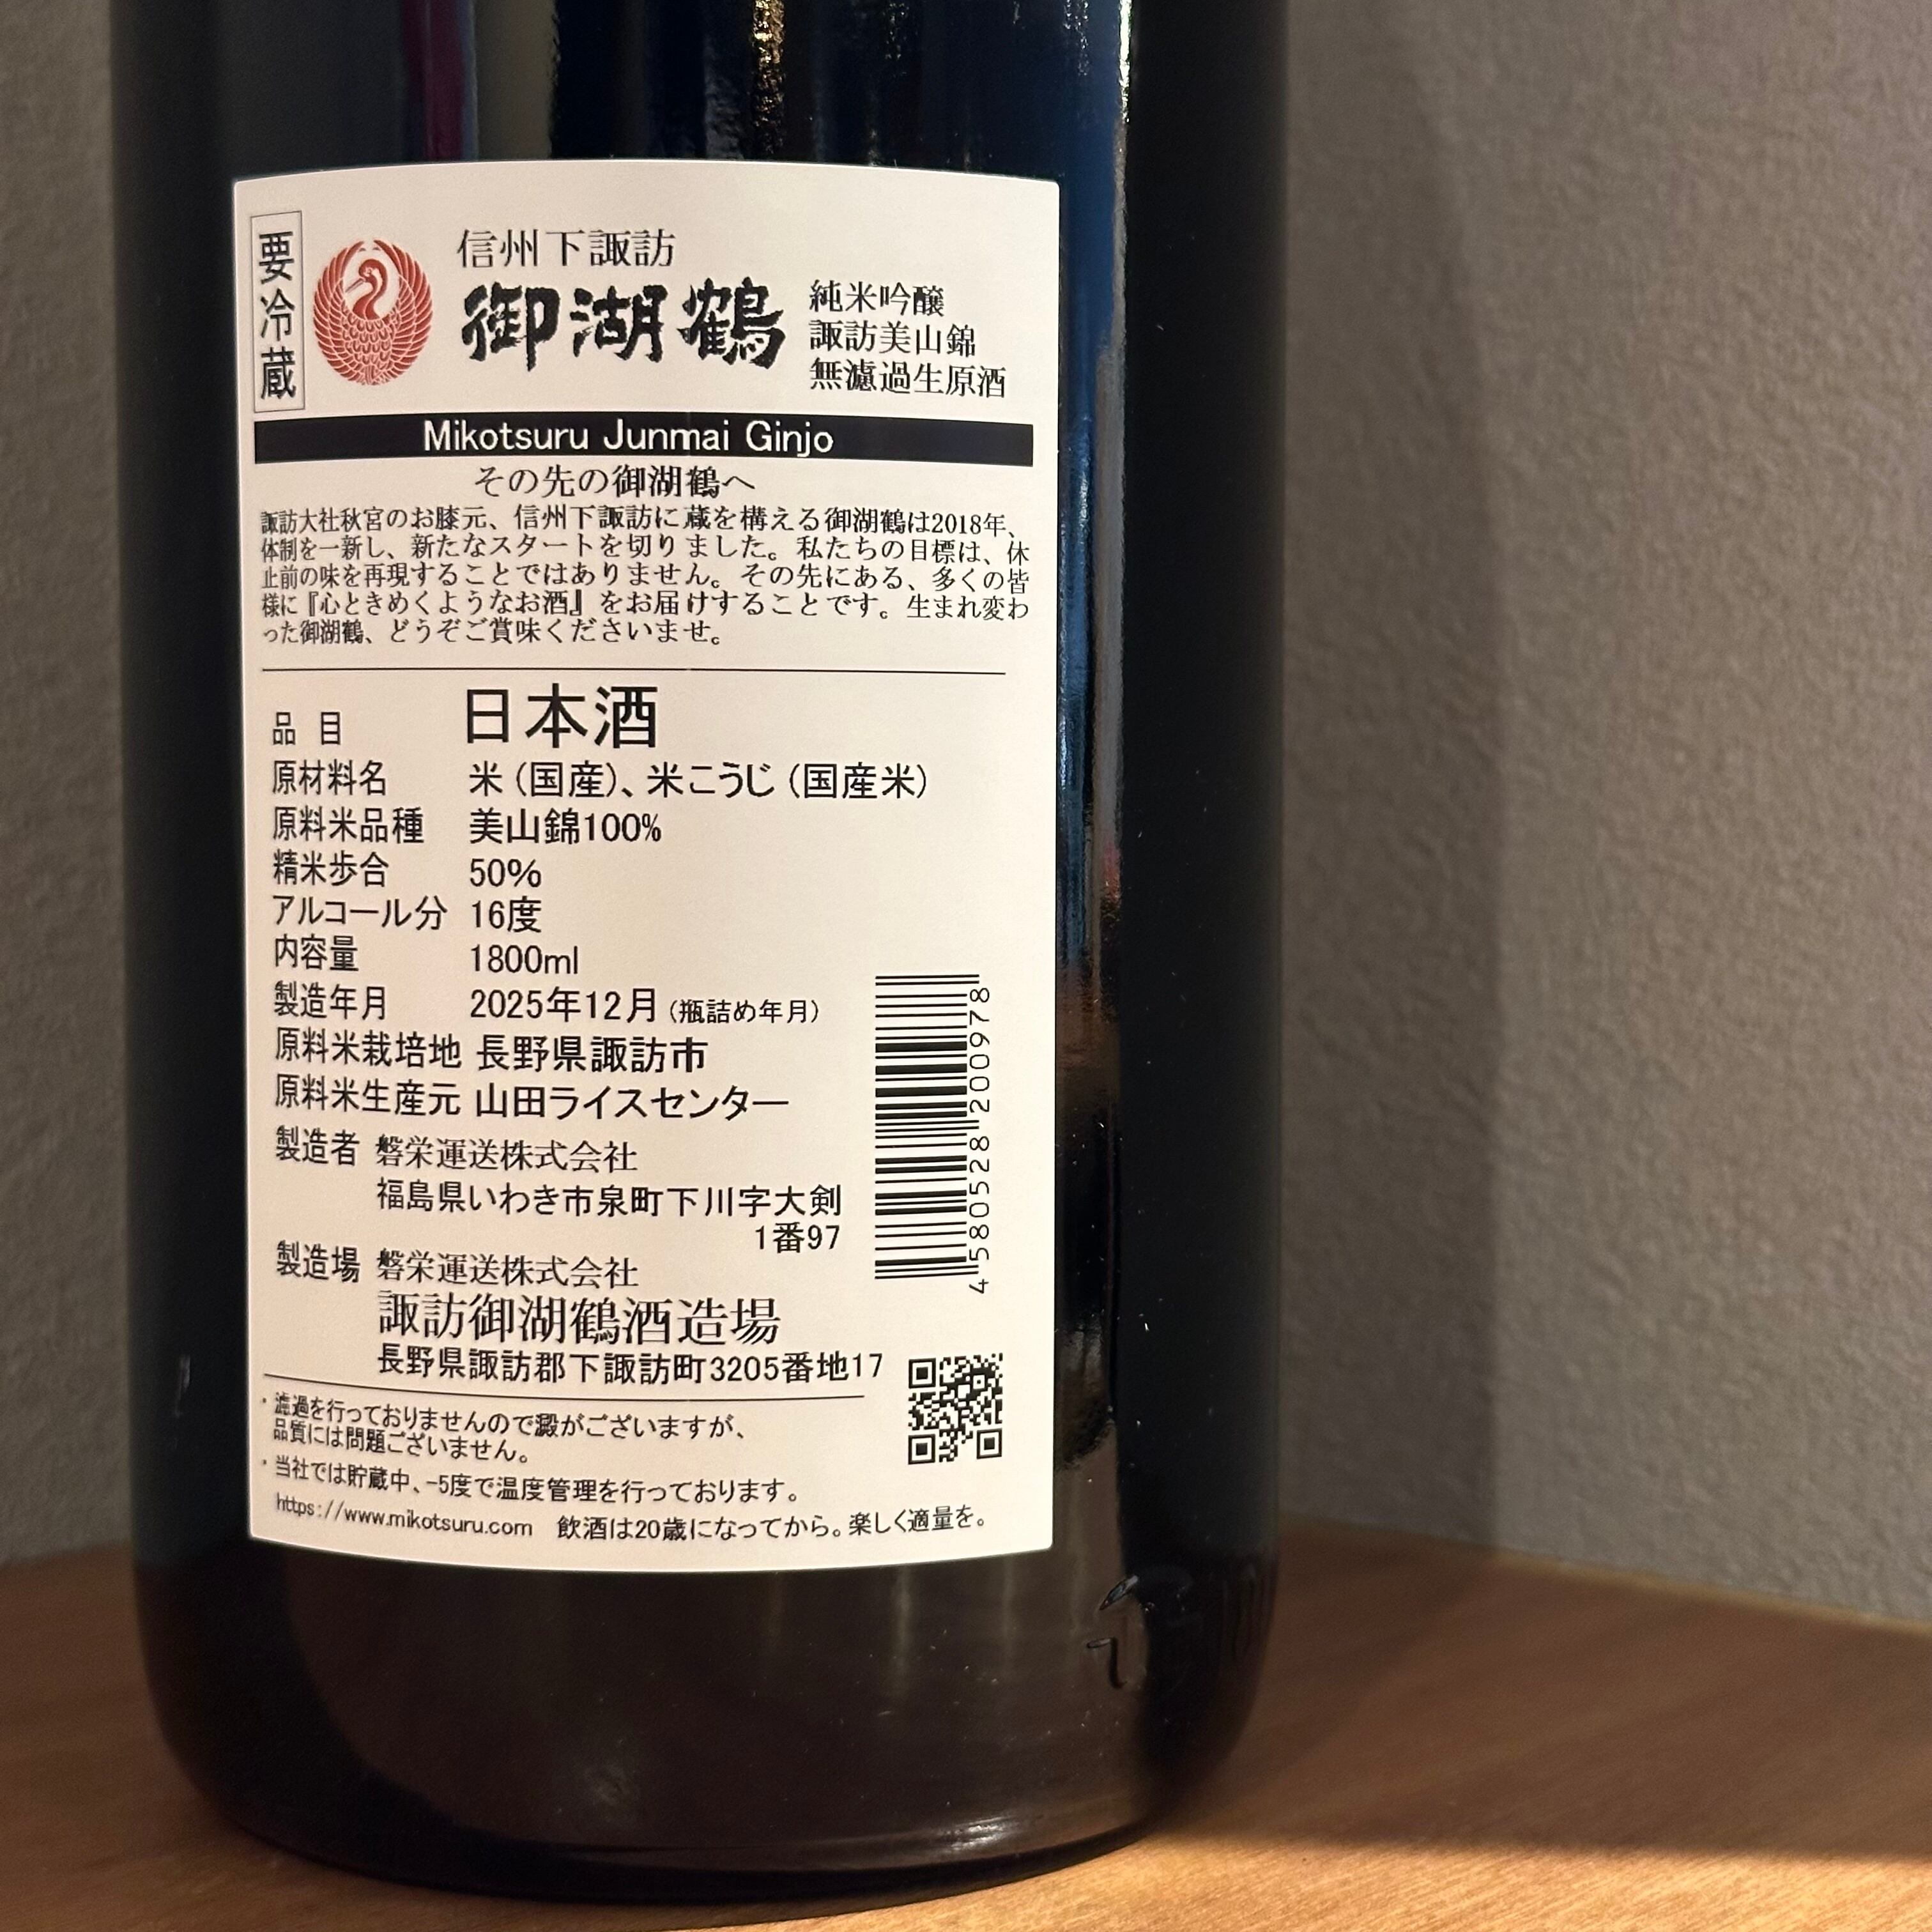 要冷蔵
信州下諏訪
御湖鶴
純米吟醸
諏訪美山錦
無濾過生原酒
Mikotsuru Junmai Ginjo
その先の御湖鶴へ
諏訪大社秋宮のお膝元、信州下諏訪に蔵を構える御湖鶴は2018年、
体制を一新し、新たなスタートを切りました。私たちの目標は、休
止前の味を再現することではありません。その先にある、多くの皆
様に『心ときめくようなお酒』をお届けすることです。生まれ変わ
った御湖鶴、どうぞご賞味くださいませ。
品目 日本酒
原材料名 米（国産）、米こうじ（国産米）
原料米品種 美山錦100%
精米歩合 50%
アルコール分 16度
内容量 1800ml
製造年月 2025年12月（瓶詰め年月）
原料米栽培地 長野県諏訪市
原料米生産元 山田ライスセンター
製造者 磐栄運送株式会社
福島県いわき市泉町下川字大剣
1番97
製造場 磐栄運送株式会社
諏訪御湖鶴酒造場
長野県諏訪郡下諏訪町3205番地17
4580528200978
・濾過を行っておりませんので澱がございますが、
品質には問題ございません。
・当社では貯蔵中、-5度で温度管理を行っております。
https://www.mikotsuru.com 飲酒は20歳になってから。楽しく適量を。